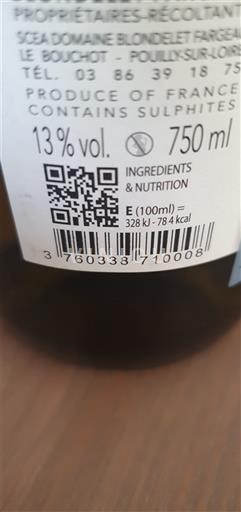 PROPRIÉTAIRES-RÉCOLTANT
SCEA DOMAINE BLONDELET FARGEAU
LE BOUCHOT - POUILLY-SUR-LOIRE
TÉL. 03 86 39 18 75
PRODUCE OF FRANCE
CONTAINS SULPHITES
13 % vol. 750 ml
INGREDIENTS
& NUTRITION
E (100ml) =
328 kJ - 78.4 kcal
3 760338 710008